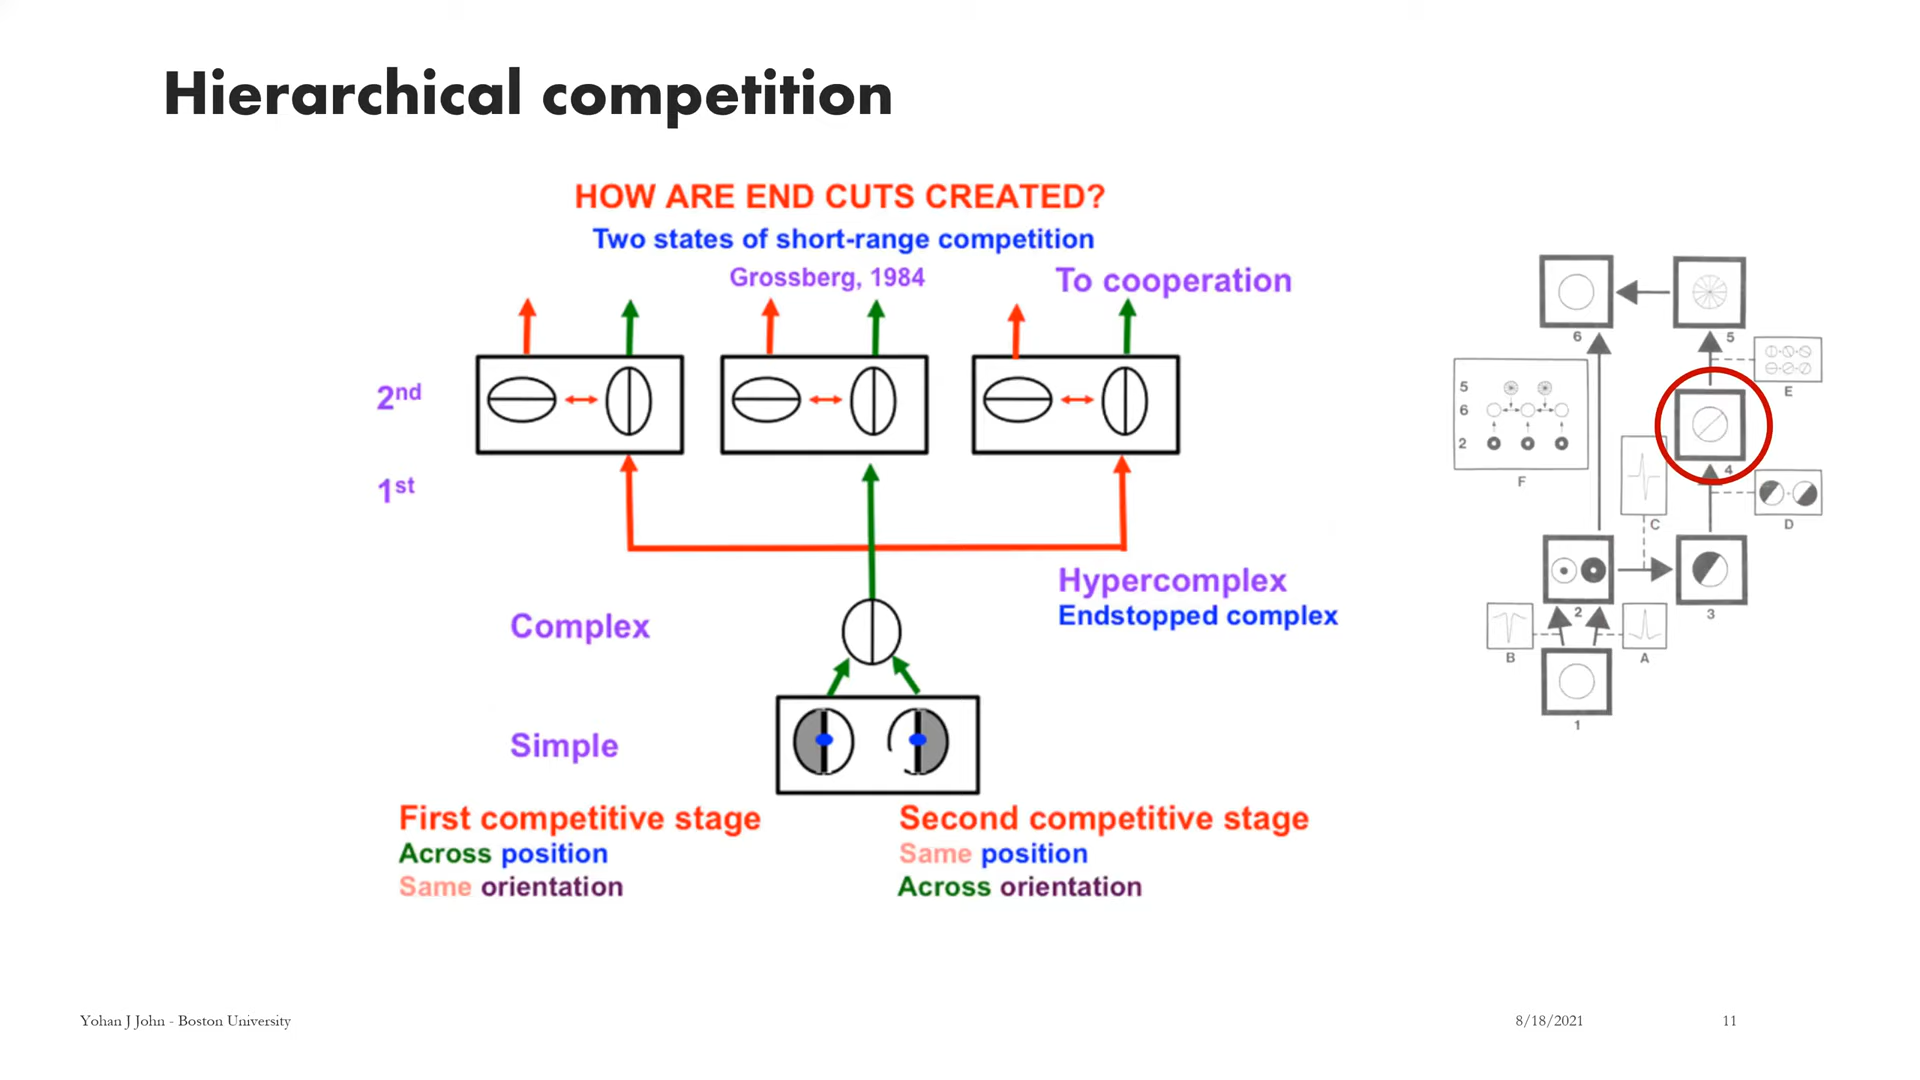 Hierarchical competition
HOW ARE END CUTS CREATED?
Two states of short-range competition
Grossberg, 1984
To cooperation
2nd
1st
Hypercomplex
Endstopped complex
Complex
Simple
First competitive stage
Across position
Same orientation
Second competitive stage
Same position
Across orientation
6
5
E
5
6
2
F
4
C
D
2
3
B
A
1
Yohan J John - Boston University
8/18/2021
11